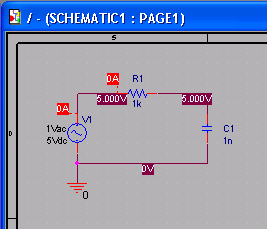 / - (SCHEMATIC1 : PAGE1)
5
0A
R1
5.000V
1k
5.000V
0A
V1
1Vac
5Vdc
D
C1
1n
0V
0